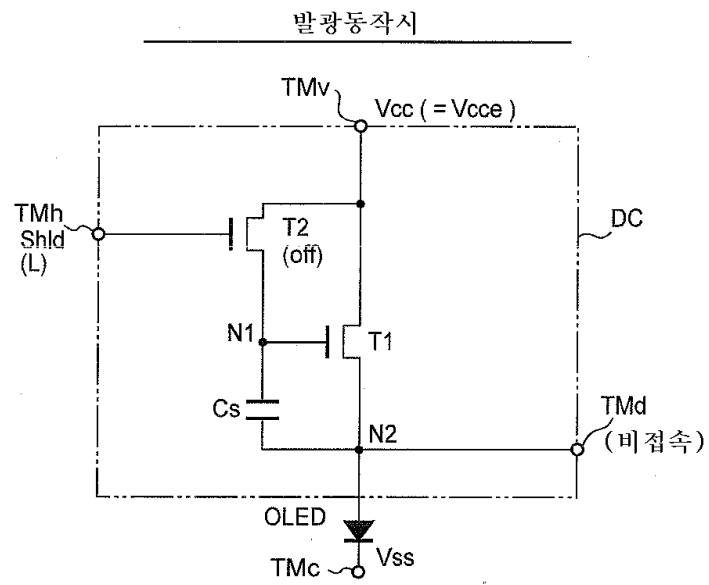 발광동작시
TMv
Vcc ( = Vcce )
TMh
Shld
(L)
T2
(off)
DC
N1
T1
Cs
TMd
(비접속)
N2
OLED
Vss
TMc